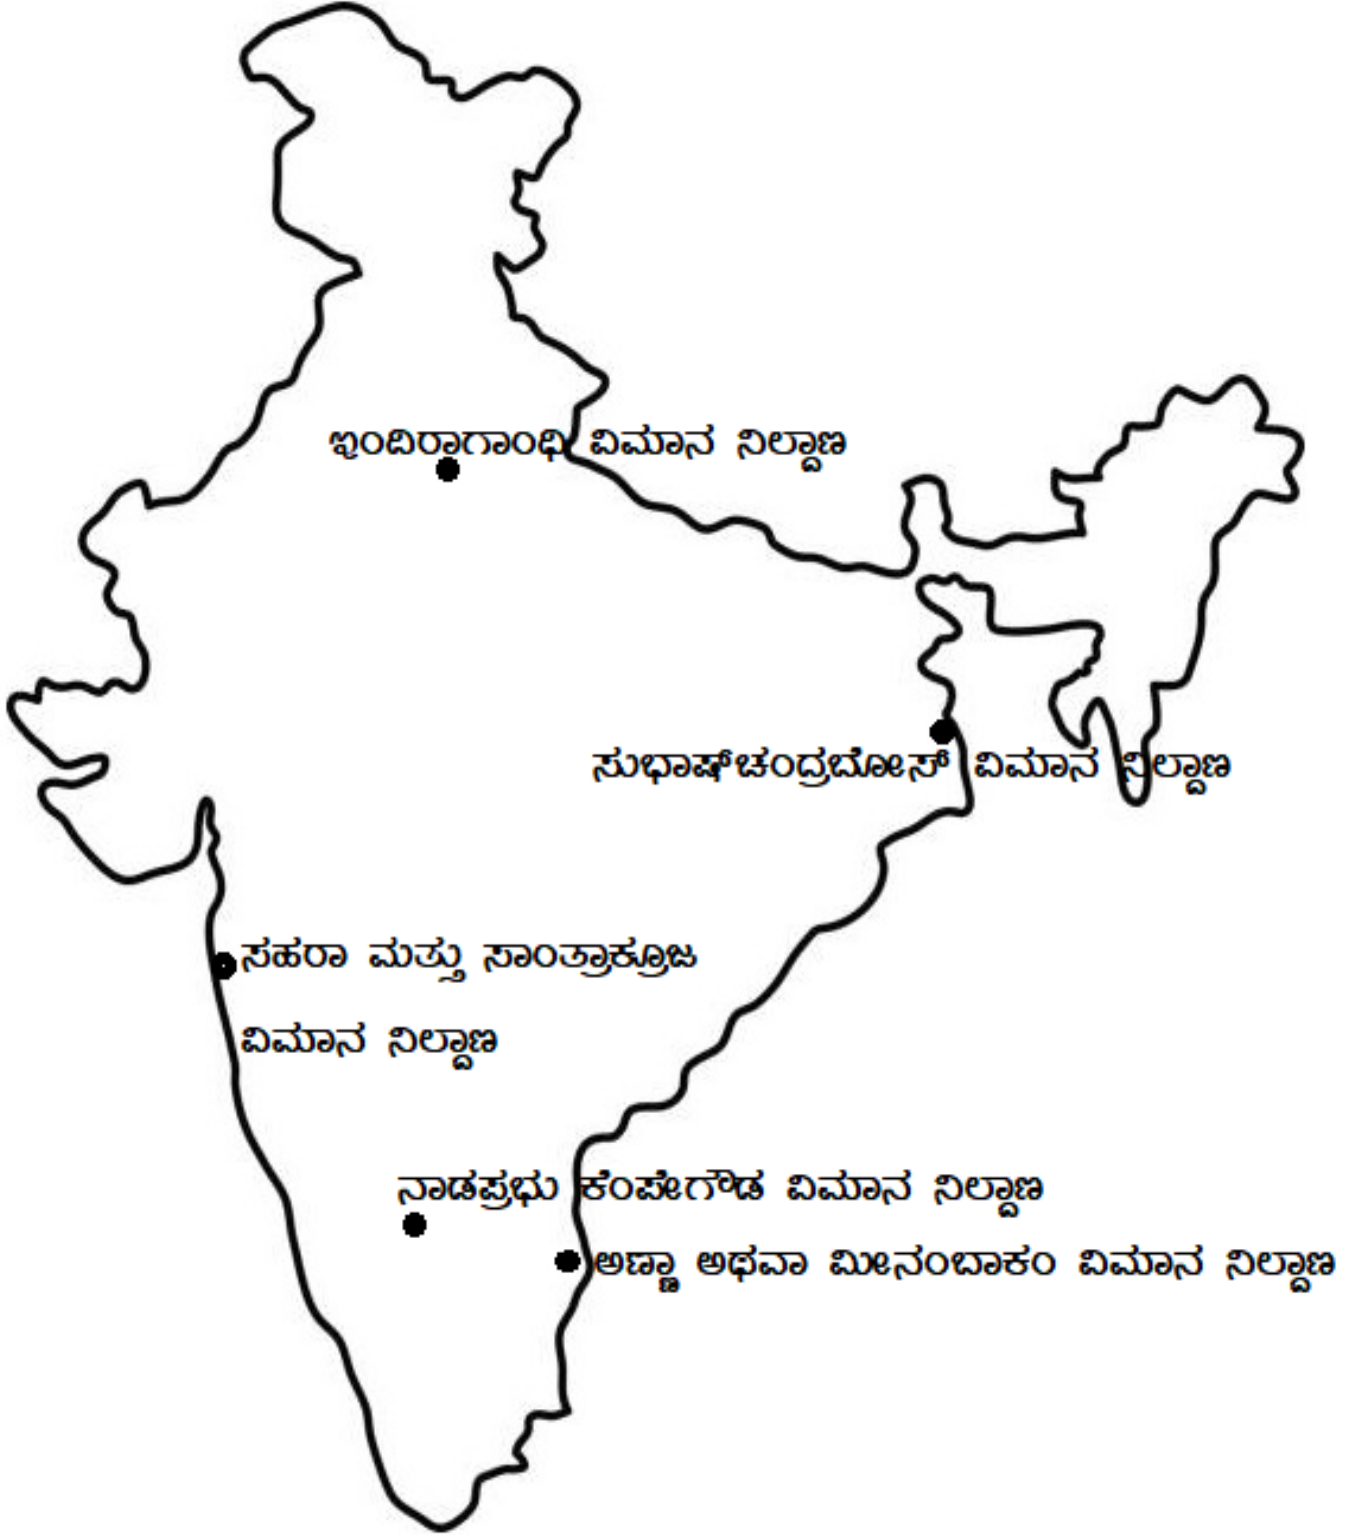 ಇಂದಿರಾಗಾಂಧಿ ವಿಮಾನ ನಿಲ್ದಾಣ
ಸುಭಾಷ್‌ಚಂದ್ರಬೋಸ್ ವಿಮಾನ ನಿಲ್ದಾಣ
ಸಹರಾ ಮತ್ತು ಸಾಂತ್ರಾಕ್ರೂಜ
ವಿಮಾನ ನಿಲ್ದಾಣ
ನಾಡಪ್ರಭು ಕೆಂಪೇಗೌಡ ವಿಮಾನ ನಿಲ್ದಾಣ
ಅಣ್ಣಾ ಅಥವಾ ಮೀನಂಬಾಕಂ ವಿಮಾನ ನಿಲ್ದಾಣ